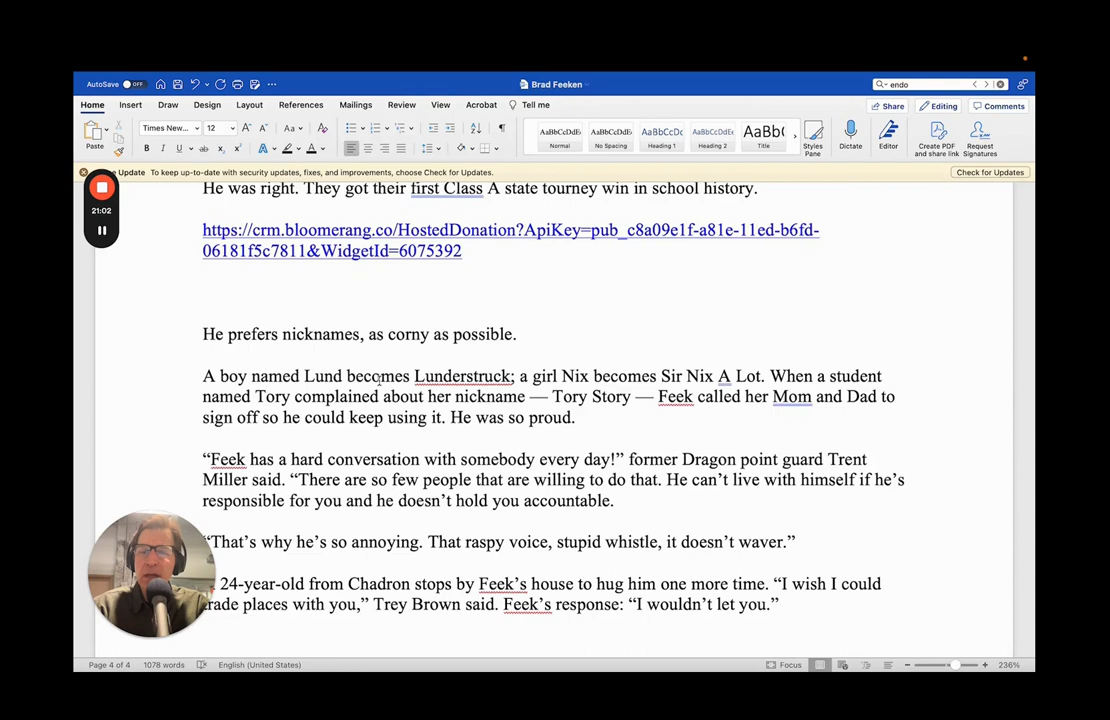 AutoSave OFF
Brad Feeken
endo
Home Insert Draw Design Layout References Mailings Review View Acrobat Tell me
Share Editing Comments
Paste
Times New... 12
AaBbCcDdEe AaBbCcDdEe AaBbCcDc AaBbCcDdEe AaBb(
Normal No Spacing Heading 1 Heading 2 Title
Styles Pane
Dictate
Editor
Create PDF and share link
Request Signatures
Update To keep up-to-date with security updates, fixes, and improvements, choose Check for Updates. Check for Updates
He was right. They got their first Class A state tourney win in school history.
21:02
https://crm.bloomerang.co/HostedDonation?ApiKey=pub_c8a09e1f-a81e-11ed-b6fd-
06181f5c7811&WidgetId=6075392
He prefers nicknames, as corny as possible.
A boy named Lund becomes Lunderstruck; a girl Nix becomes Sir Nix A Lot. When a student
named Tory complained about her nickname — Tory Story — Feek called her Mom and Dad to
sign off so he could keep using it. He was so proud.
“Feek has a hard conversation with somebody every day!” former Dragon point guard Trent
Miller said. “There are so few people that are willing to do that. He can’t live with himself if he’s
responsible for you and he doesn’t hold you accountable.
“That’s why he’s so annoying. That raspy voice, stupid whistle, it doesn’t waver.”
24-year-old from Chadron stops by Feek’s house to hug him one more time. “I wish I could
trade places with you,” Trey Brown said. Feek’s response: “I wouldn’t let you.”
Page 4 of 4 1078 words English (United States) Focus 236%